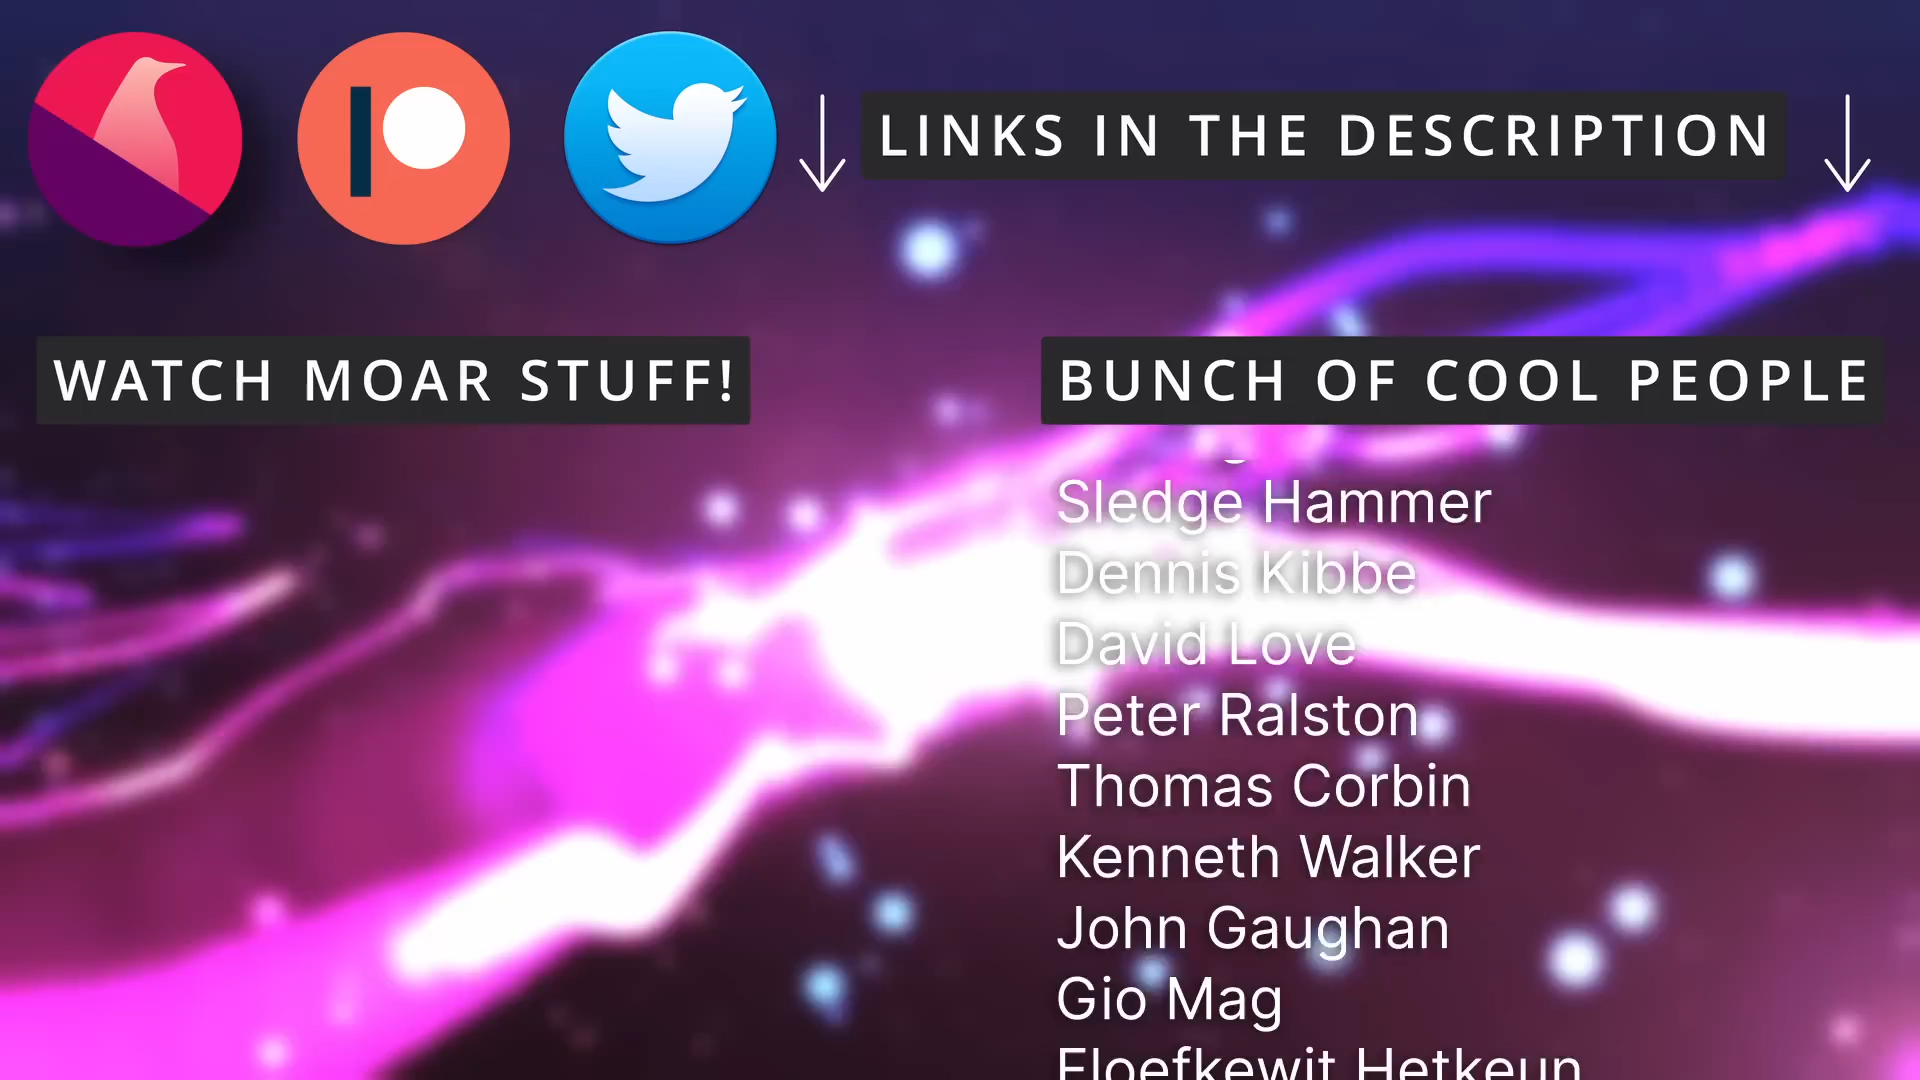 LINKS IN THE DESCRIPTION
WATCH MOAR STUFF!
BUNCH OF COOL PEOPLE
Sledge Hammer
Dennis Kibbe
David Love
Peter Ralston
Thomas Corbin
Kenneth Walker
John Gaughan
Gio Mag
Floefkewit Hetkeun